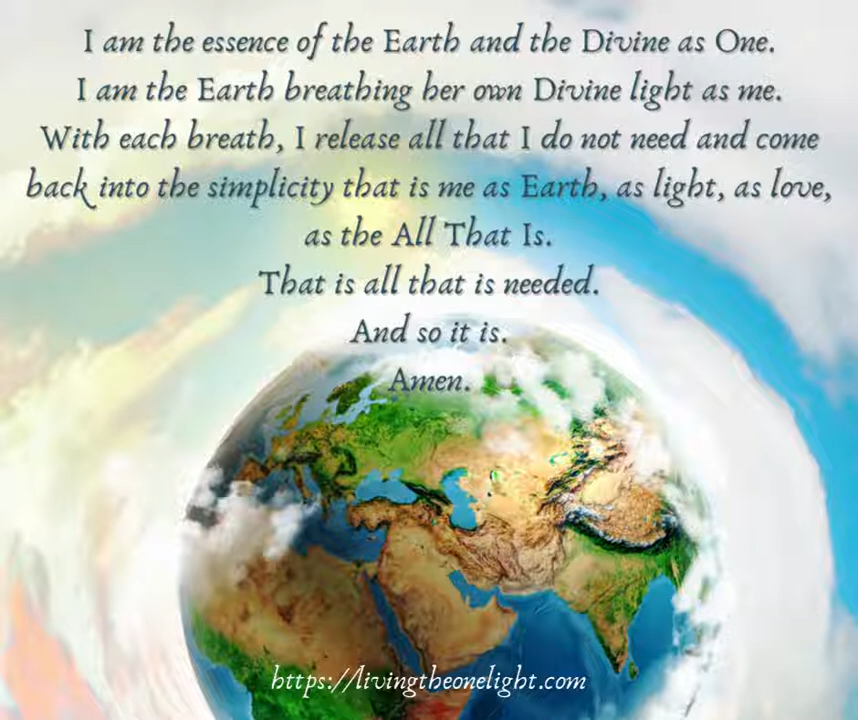 I am the essence of the Earth and the Divine as One.
I am the Earth breathing her own Divine light as me.
With each breath, I release all that I do not need and come
back into the simplicity that is me as Earth, as light, as love,
as the All That Is.
That is all that is needed.
And so it is.
Amen.
https://livingtheonelight.com